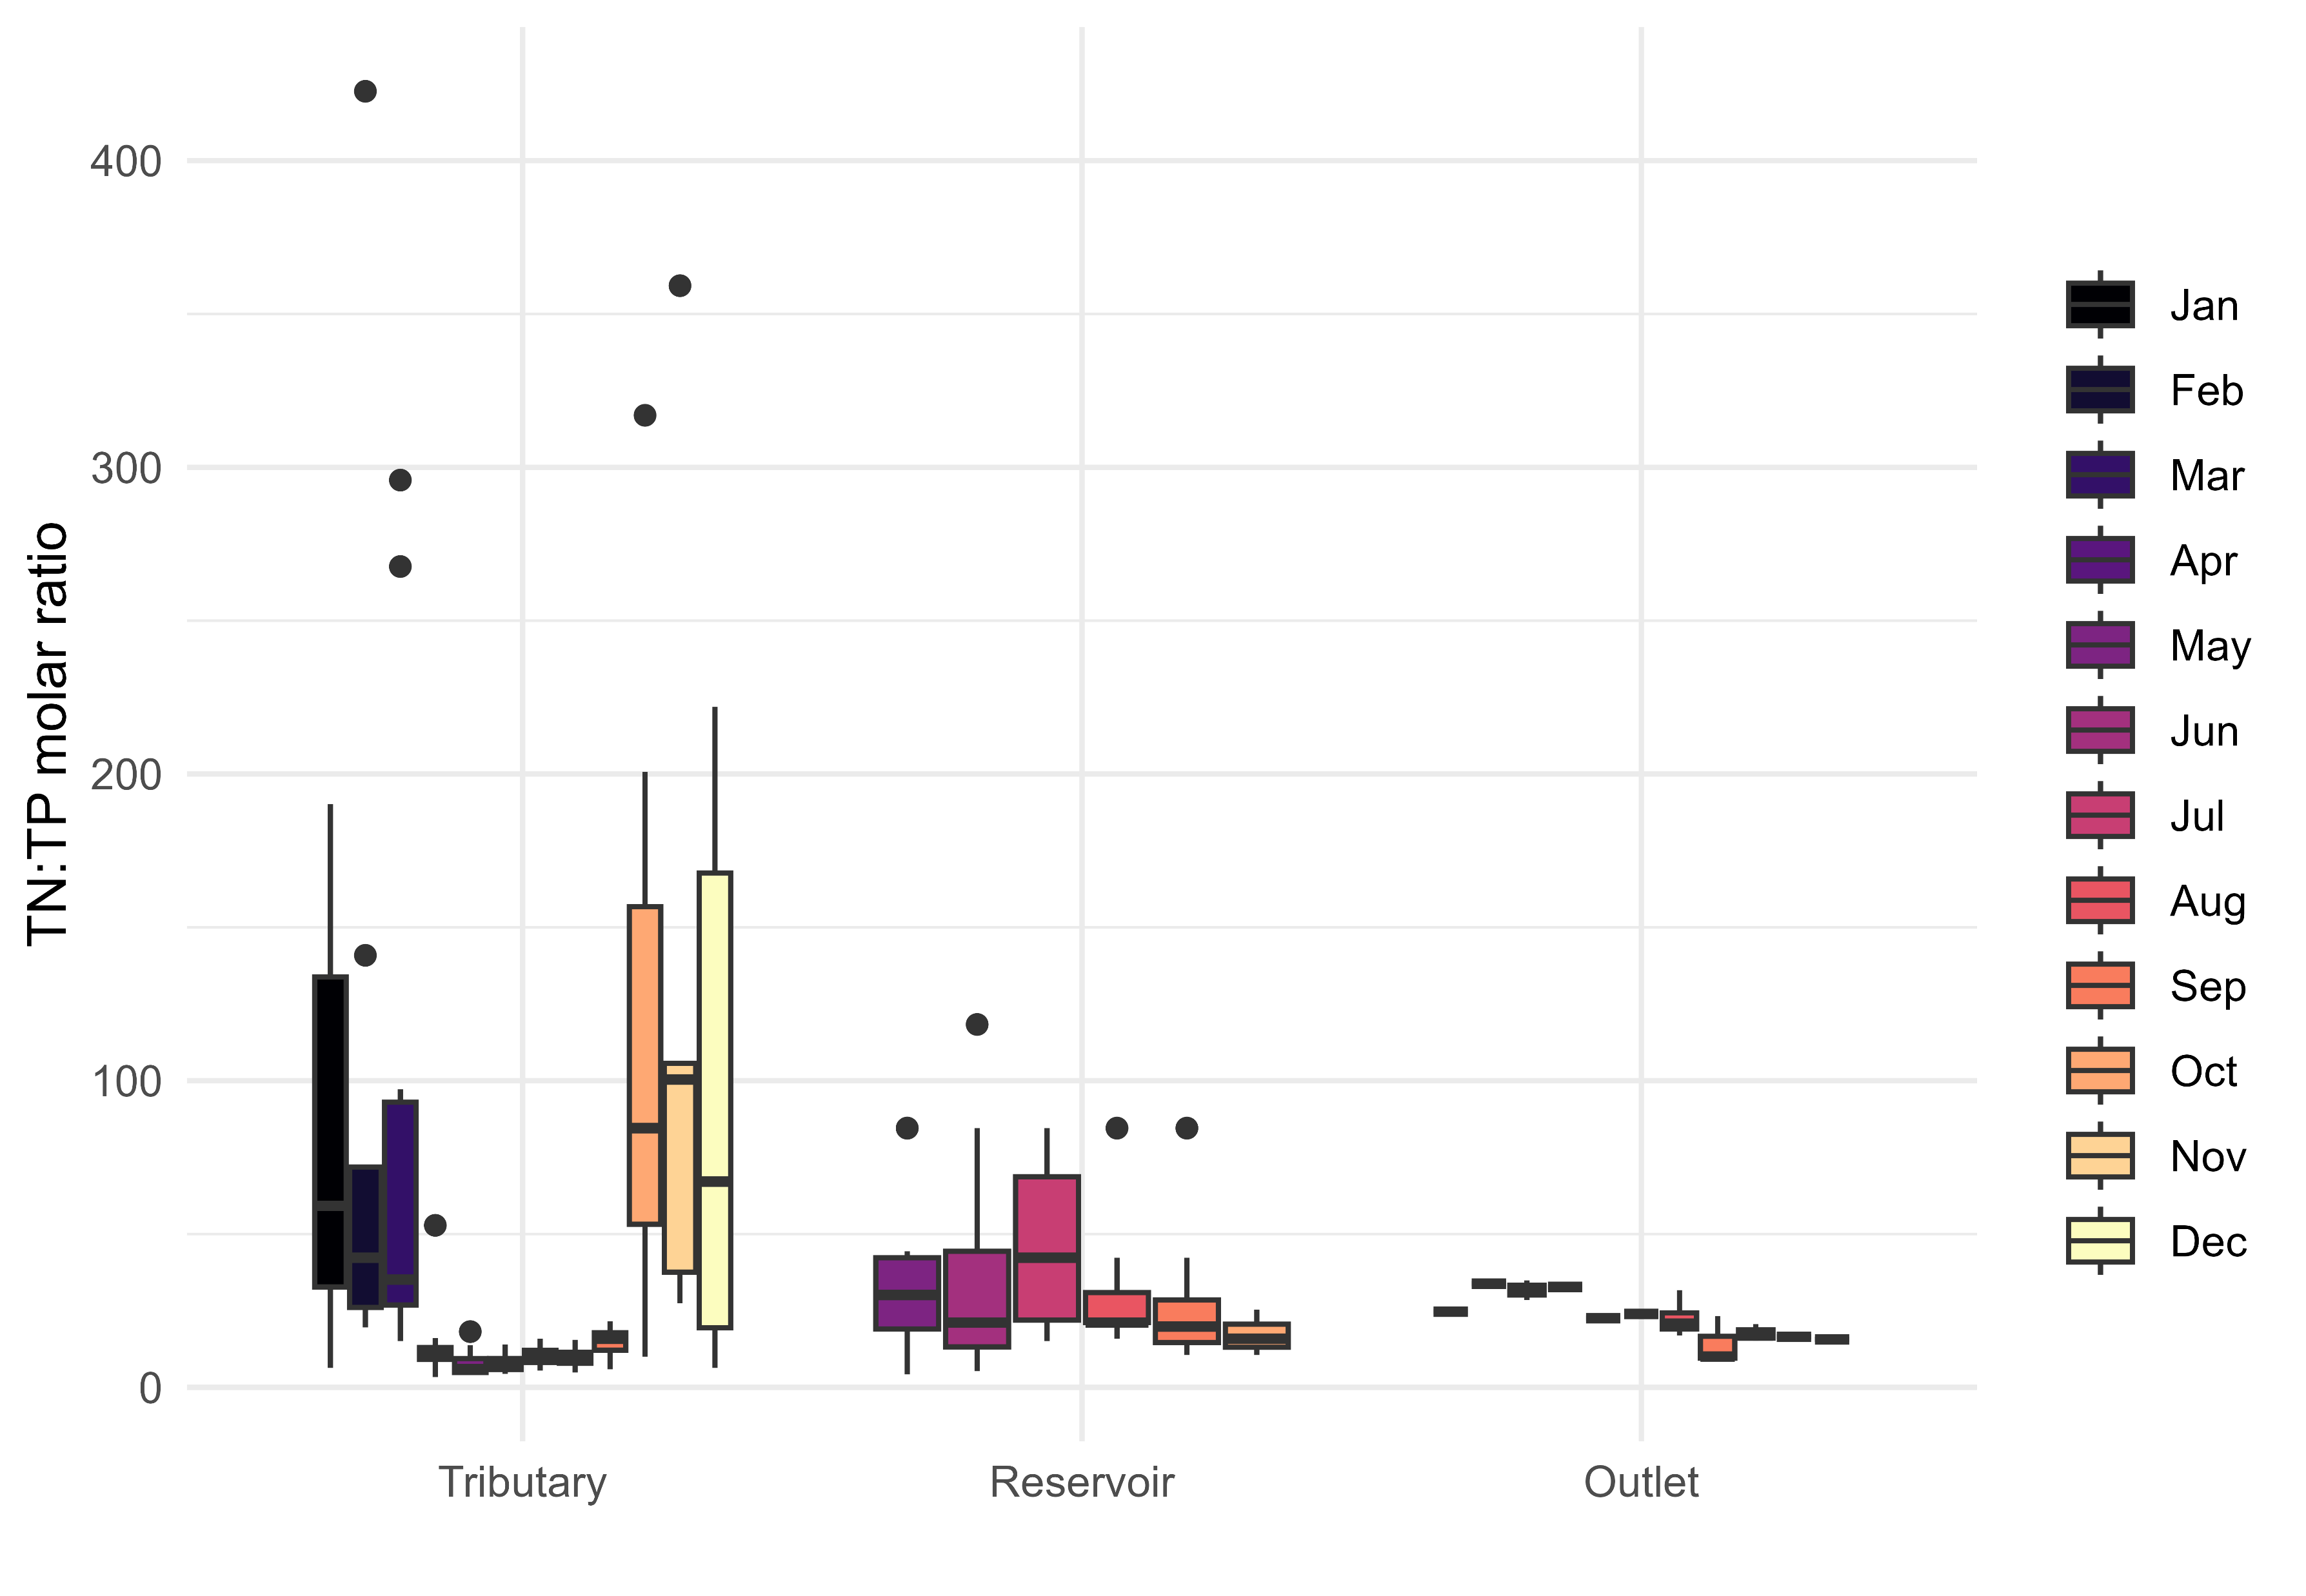 TN:TP molar ratio
400
300
200
100
0
Tributary
Reservoir
Outlet
Jan
Feb
Mar
Apr
May
Jun
Jul
Aug
Sep
Oct
Nov
Dec